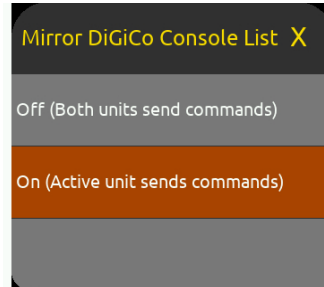 Mirror DiGiCo Console List X
Off (Both units send commands)
On (Active unit sends commands)